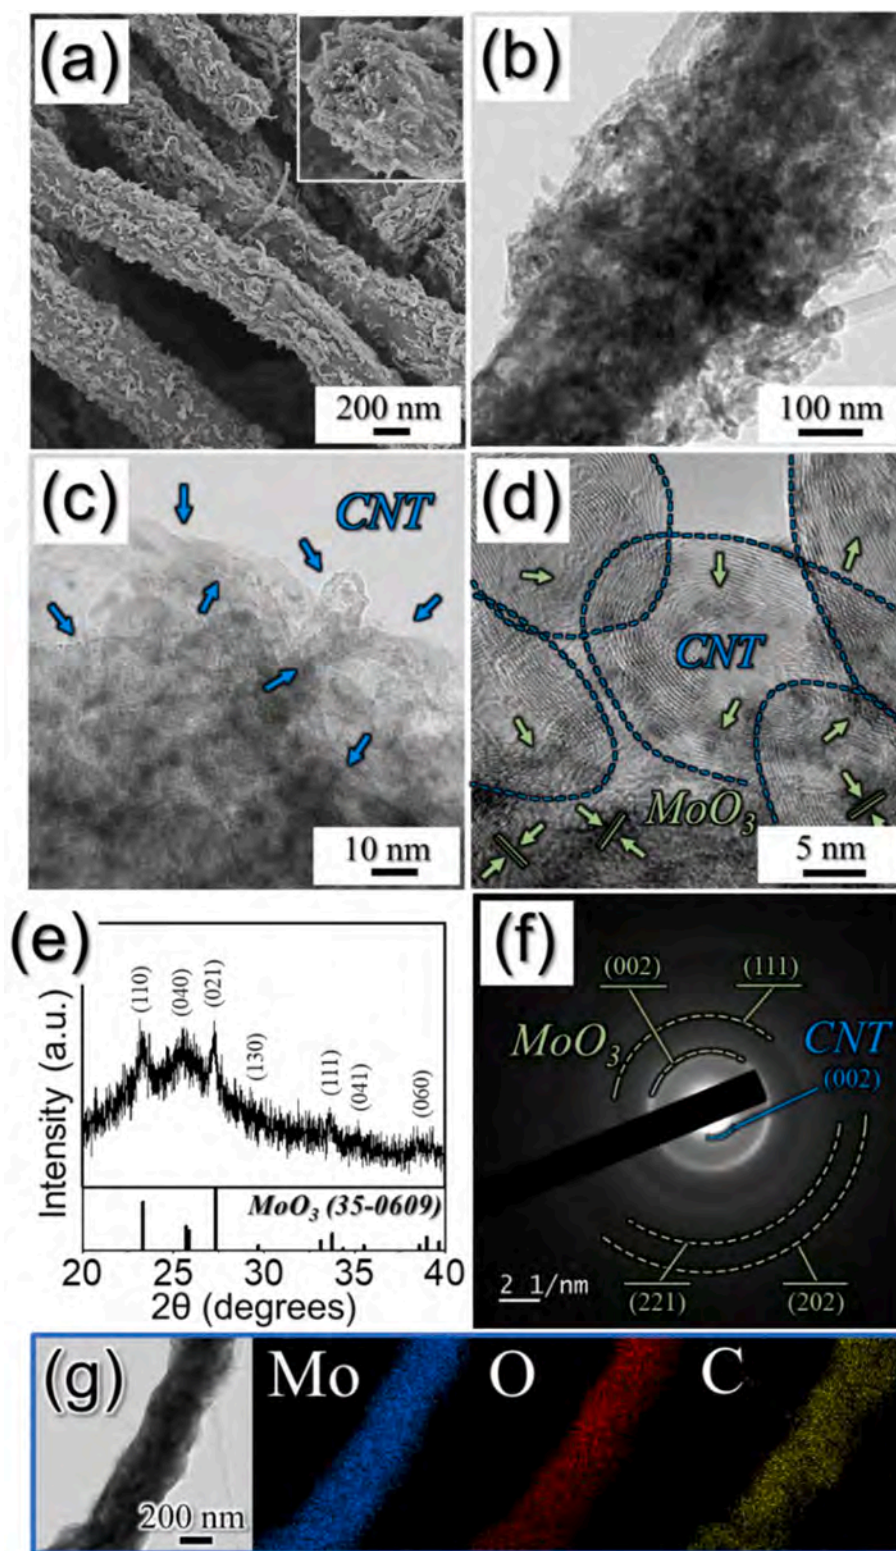 (a)
200 nm
(b)
100 nm
(c)
CNT
10 nm
(d)
CNT
MoO3
5 nm
(e)
Intensity (a.u.)
(110)
(040)
(021)
(130)
(111)
(041)
(060)
MoO3 (35-0609)
20 25 30 35 40
2θ (degrees)
(f)
(002)
(111)
MoO3
CNT
(002)
2 1/nm
(221)
(202)
(g)
200 nm
Mo
O
C